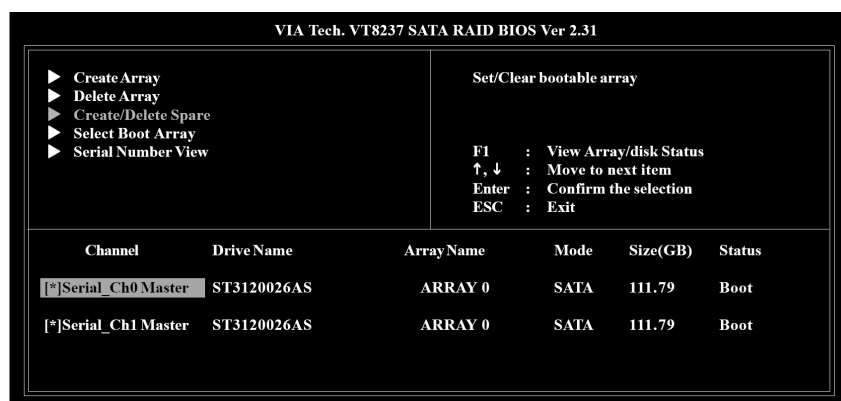 VIA Tech. VT8237 SATA RAID BIOS Ver 2.31
Create Array
Delete Array
Create/Delete Spare
Select Boot Array
Serial Number View
Set/Clear bootable array
F1 : View Array/disk Status
↑, ↓ : Move to next item
Enter : Confirm the selection
ESC : Exit
Channel Drive Name Array Name Mode Size(GB) Status
[*]Serial_Ch0 Master ST3120026AS ARRAY 0 SATA 111.79 Boot
[*]Serial_Ch1 Master ST3120026AS ARRAY 0 SATA 111.79 Boot